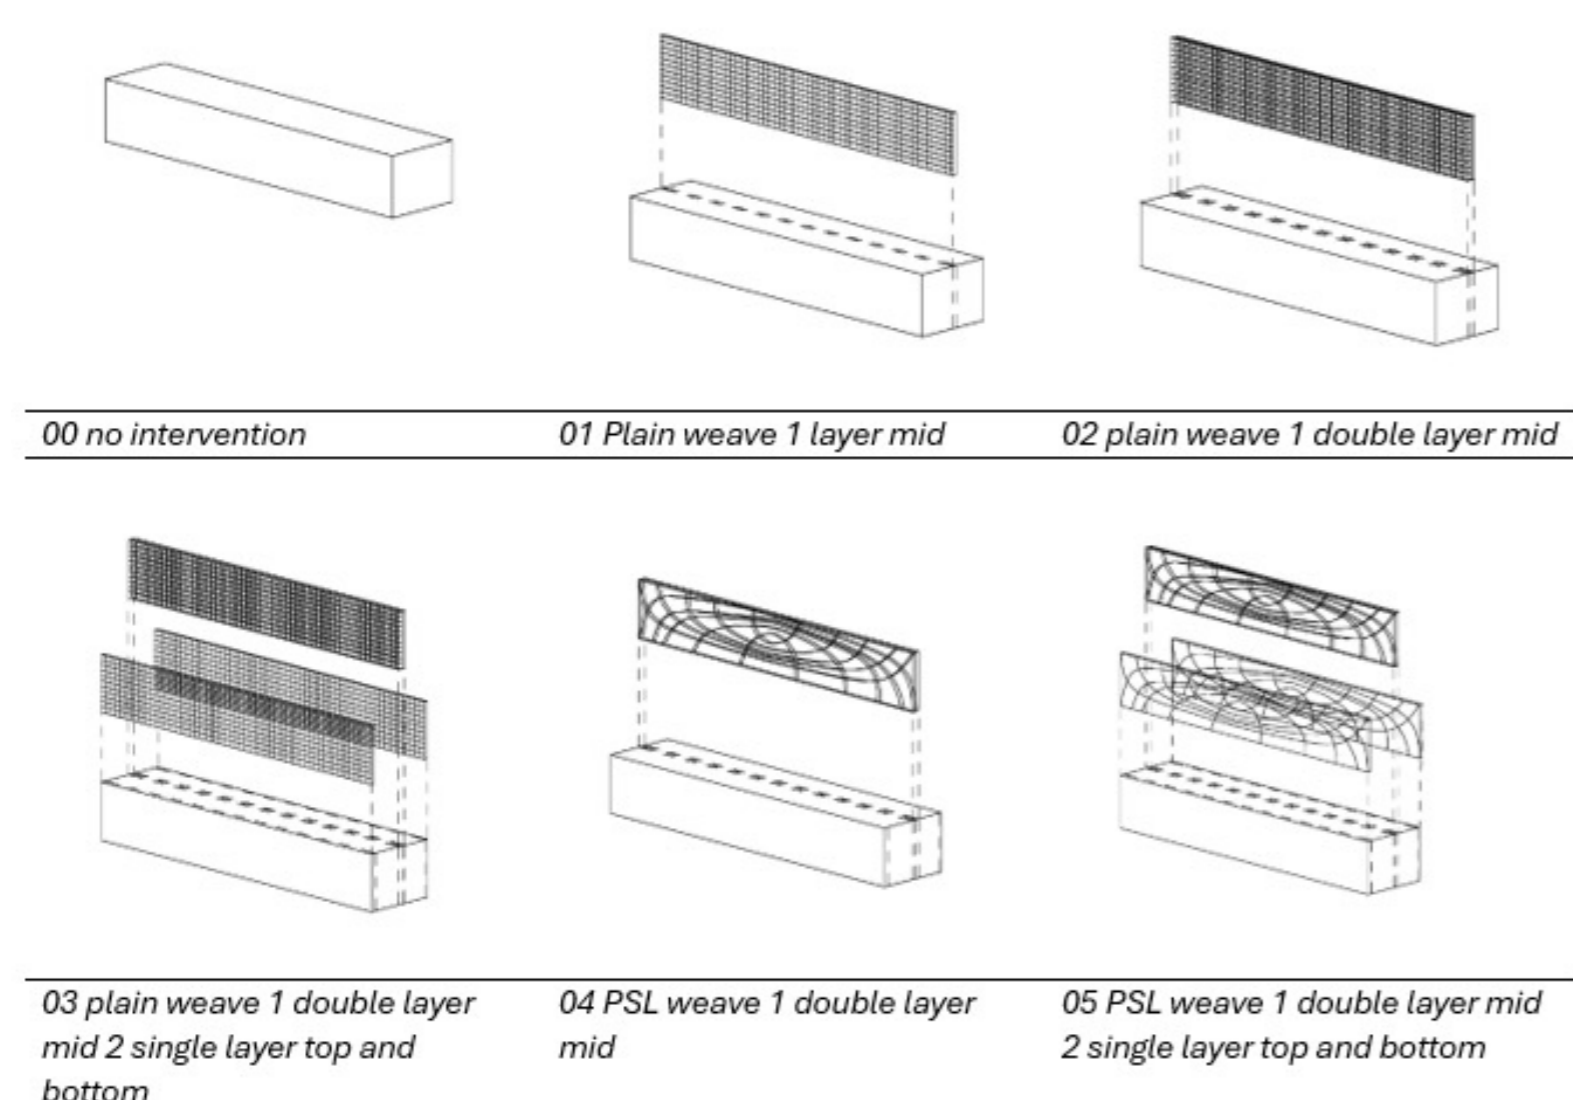 00 no intervention
01 Plain weave 1 layer mid
02 plain weave 1 double layer mid
03 plain weave 1 double layer
mid 2 single layer top and
bottom
04 PSL weave 1 double layer
mid
05 PSL weave 1 double layer mid
2 single layer top and bottom